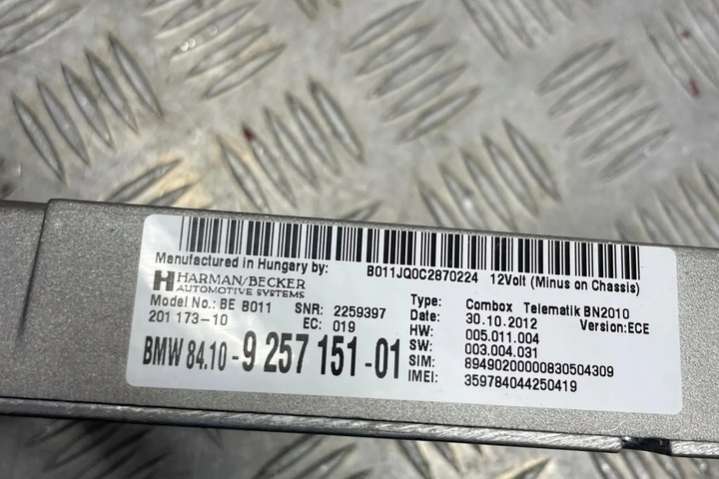 Manufactured in Hungary by: B011JQ0C2870224 12Volt (Minus on Chassis)
HARMAN/BECKER
AUTOMOTIVE SYSTEMS
Model No.: BE B011 SNR: 2259397
201 173-10 EC: 019
BMW 84.10-9 257 151-01
Type: Combox Telematik BN2010
Date: 30.10.2012 Version:ECE
HW: 005.011.004
SW: 003.004.031
SIM: 89490200000830504309
IMEI: 359784044250419